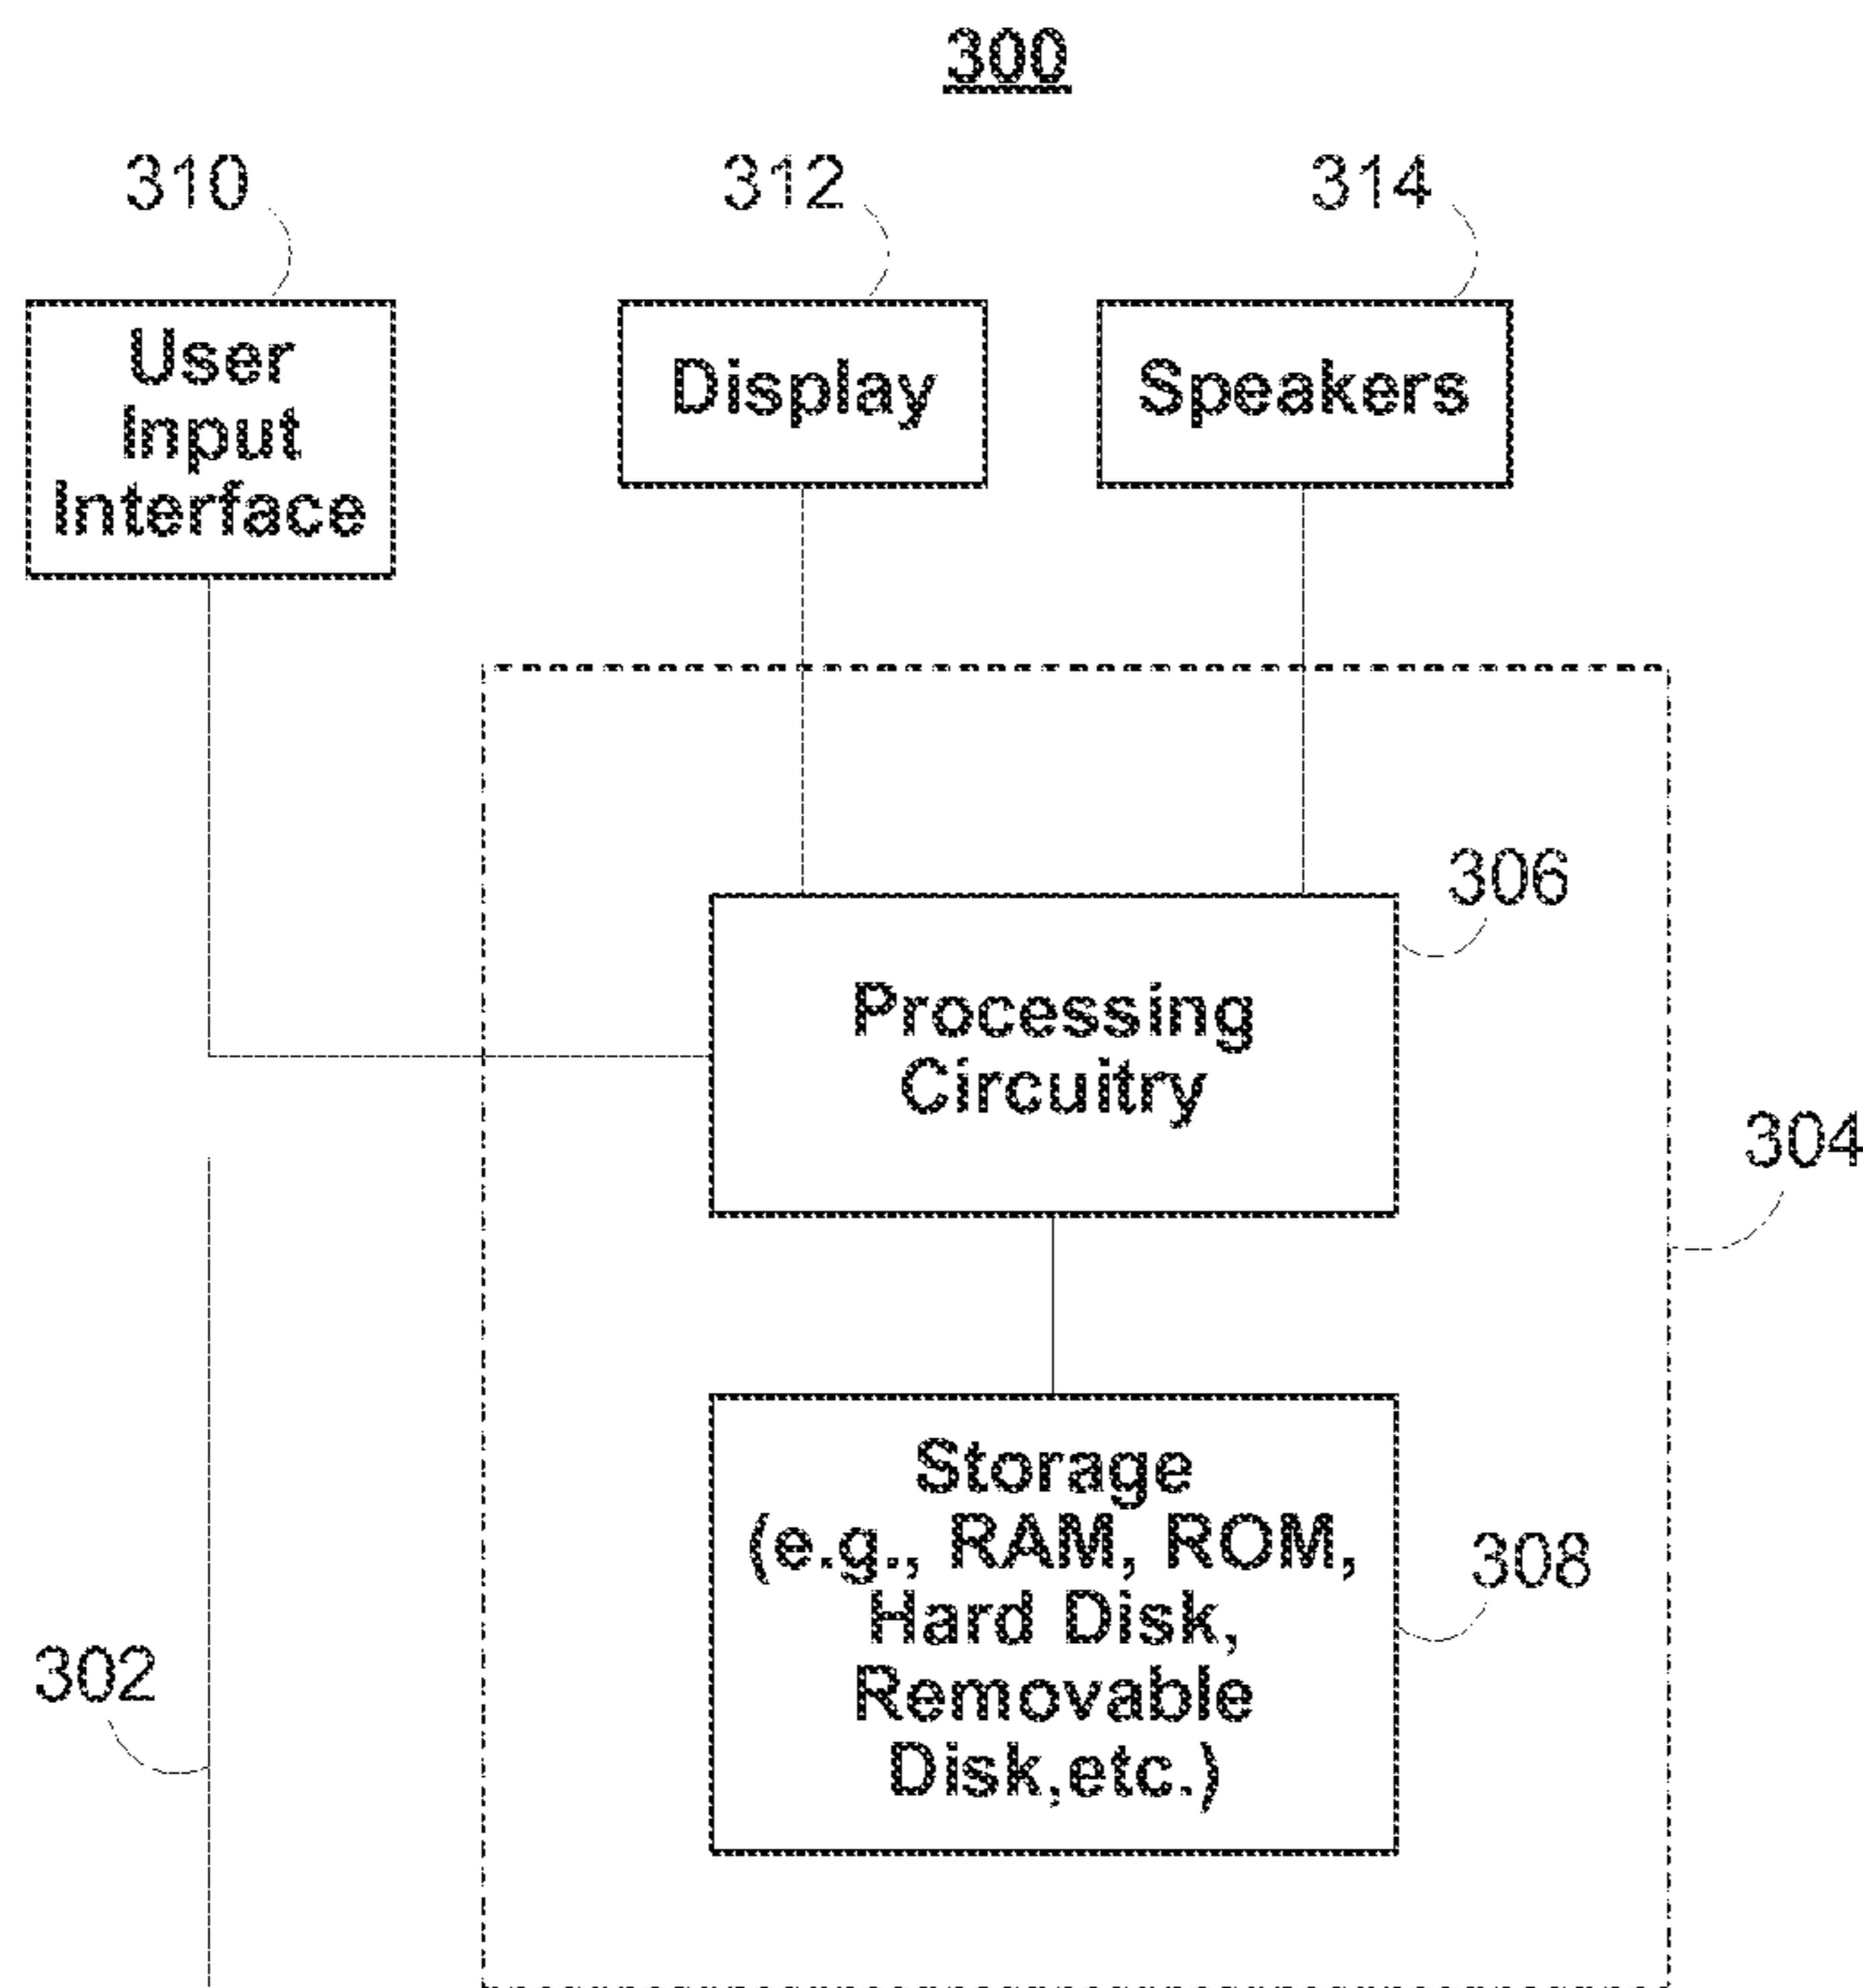 300
310
312
314
User
Input
Interface
Display
Speakers
306
Processing
Circuitry
304
Storage
(e.g., RAM, ROM,
Hard Disk,
Removable
Disk,etc.)
308
302